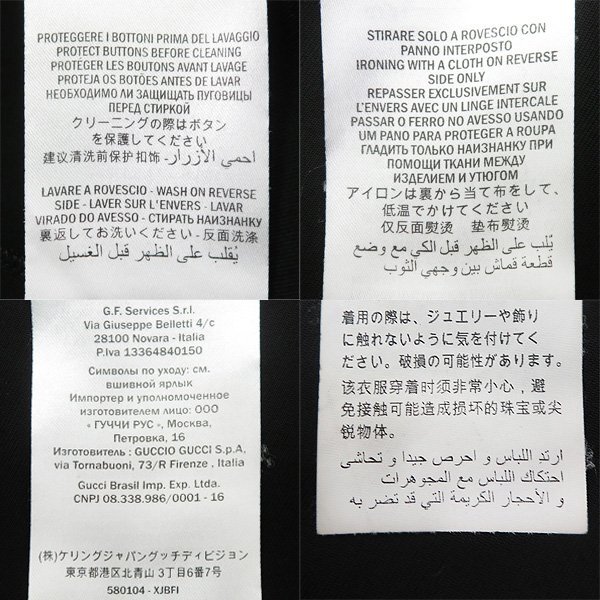 PROTEGGERE I BOTTONI PRIMA DEL LAVAGGIO
PROTECT BUTTONS BEFORE CLEANING
PROTÉGER LES BOUTONS AVANT LAVAGE
PROTEJA OS BOTÕES ANTES DE LAVAR
НЕОБХОДИМО ЛИ ЗАЩИЩАТЬ ПУГОВИЦЫ
ПЕРЕД СТИРКОЙ
クリーニングの際はボタン
を保護してください
建议清洗前保护扣饰 - احمي الأزرار
LAVARE A ROVESCIO - WASH ON REVERSE
SIDE - LAVER SUR L'ENVERS - LAVAR
VIRADO DO AVESSO - СТИРАТЬ НАИЗНАНКУ
裏返してお洗いください - 反面洗涤
يُقلب على الظهر قبل الغسيل
STIRARE SOLO A ROVESCIO CON
PANNO INTERPOSTO
IRONING WITH A CLOTH ON REVERSE
SIDE ONLY
REPASSER EXCLUSIVEMENT SUR
L'ENVERS AVEC UN LINGE INTERCALE
PASSAR O FERRO NO AVESSO USANDO
UM PANO PARA PROTEGER A ROUPA
ГЛАДИТЬ ТОЛЬКО НАИЗНАНКУ ПРИ
ПОМОЩИ ТКАНИ МЕЖДУ
ИЗДЕЛИЕМ И УТЮГОМ
アイロンは裏から当て布をして、
低温でかけてください
仅反面熨烫 垫布熨烫
يُقلب على الظهر قبل الكي مع وضع
قطعة قماش بين وجهي الثوب
G.F. Services S.r.l.
Via Giuseppe Belletti 4/c
28100 Novara - Italia
P.Iva 13364840150
Символы по уходу: см.
вшивной ярлык
Импортер и уполномоченное
изготовителем лицо: ООО
« ГУЧЧИ РУС », Москва,
Петровка, 16
Изготовитель : GUCCIO GUCCI S.p.A.
via Tornabuoni, 73/R Firenze , Italia
Gucci Brasil Imp. Exp. Ltda.
CNPJ 08.338.986/0001 - 16
(株)ケリングジャパングッチディビジョン
東京都港区北青山 3丁目6番7号
580104 - XJBFI
着用の際は、ジュエリーや飾り
に触れないように気を付けてく
ださい。破損の可能性があります。
该衣服穿着时须非常小心，避
免接触可能造成损坏的珠宝或尖
锐物体。
ارتد اللباس و احرص جيدا و تحاشى
احتكاك اللباس مع المجوهرات
و الأحجار الكريمة التي قد تضر به